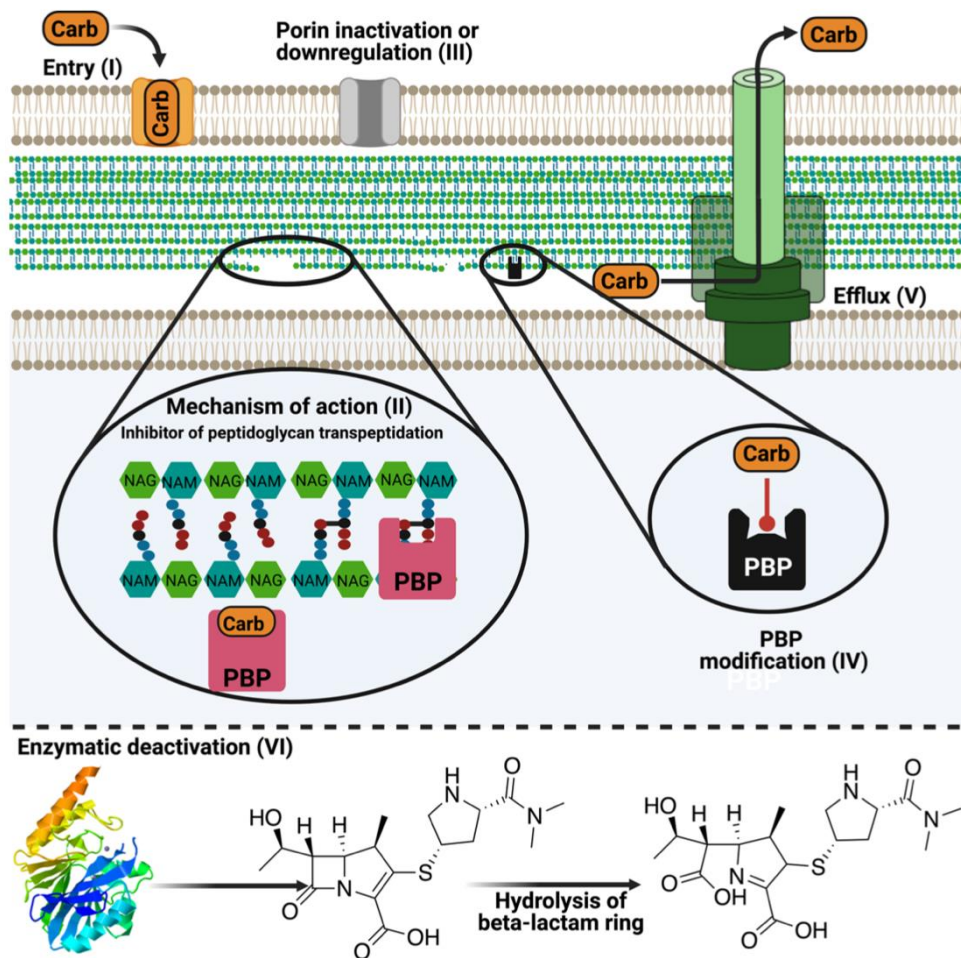 Carb
Entry (I)
Carb
Porin inactivation or
downregulation (III)
Carb
Carb
Efflux (V)
Mechanism of action (II)
Inhibitor of peptidoglycan transpeptidation
NAG NAM NAG NAM NAG NAM NAG NAM
NAM NAG NAM NAG NAM NAG
PBP
Carb
PBP
Carb
PBP
PBP
modification (IV)
PBP
Enzymatic deactivation (VI)
HO H H H N O N S O N O OH
Hydrolysis of
beta-lactam ring
HO H H H N O N S O OH N O OH